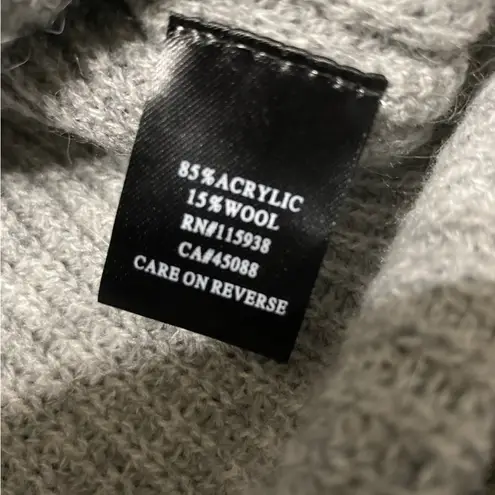 85%ACRYLIC
15%WOOL
RN#115938
CA#45088
CARE ON REVERSE